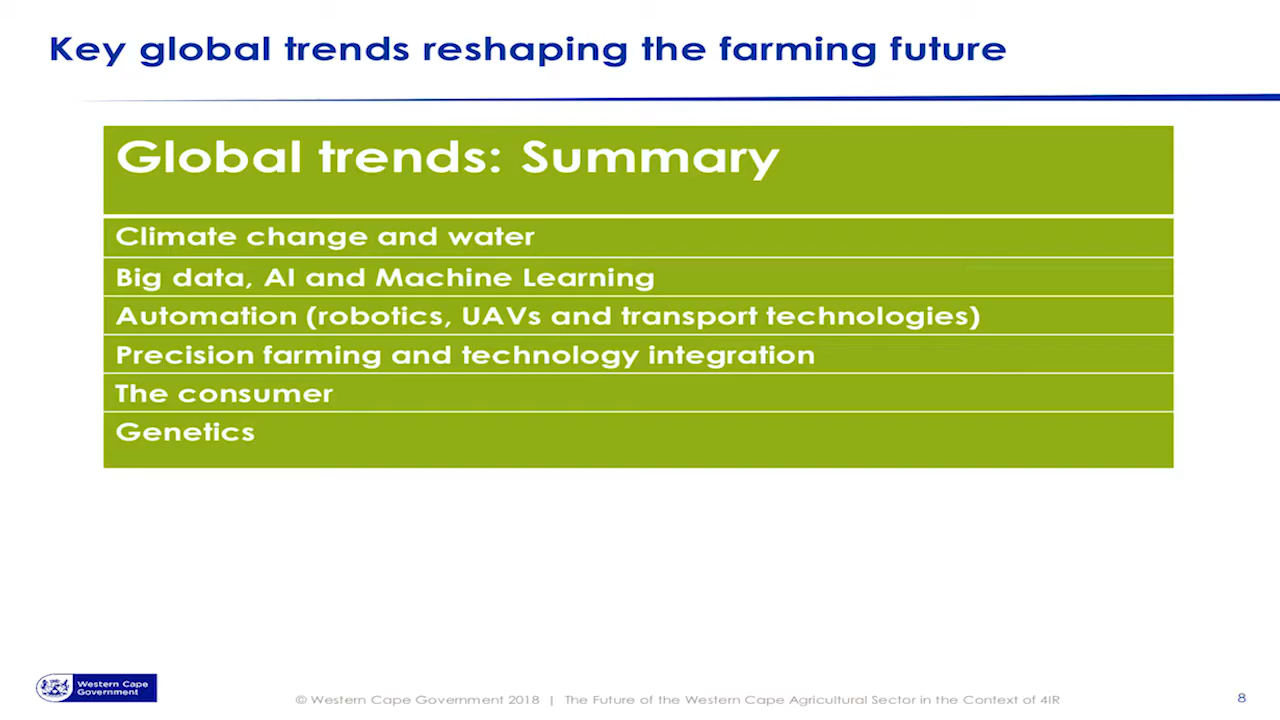 Key global trends reshaping the farming future
Global trends: Summary
Climate change and water
Big data, AI and Machine Learning
Automation (robotics, UAVs and transport technologies)
Precision farming and technology integration
The consumer
Genetics
Western Cape
Government
© Western Cape Government 2018 | The Future of the Western Cape Agricultural Sector in the Context of 4IR
8